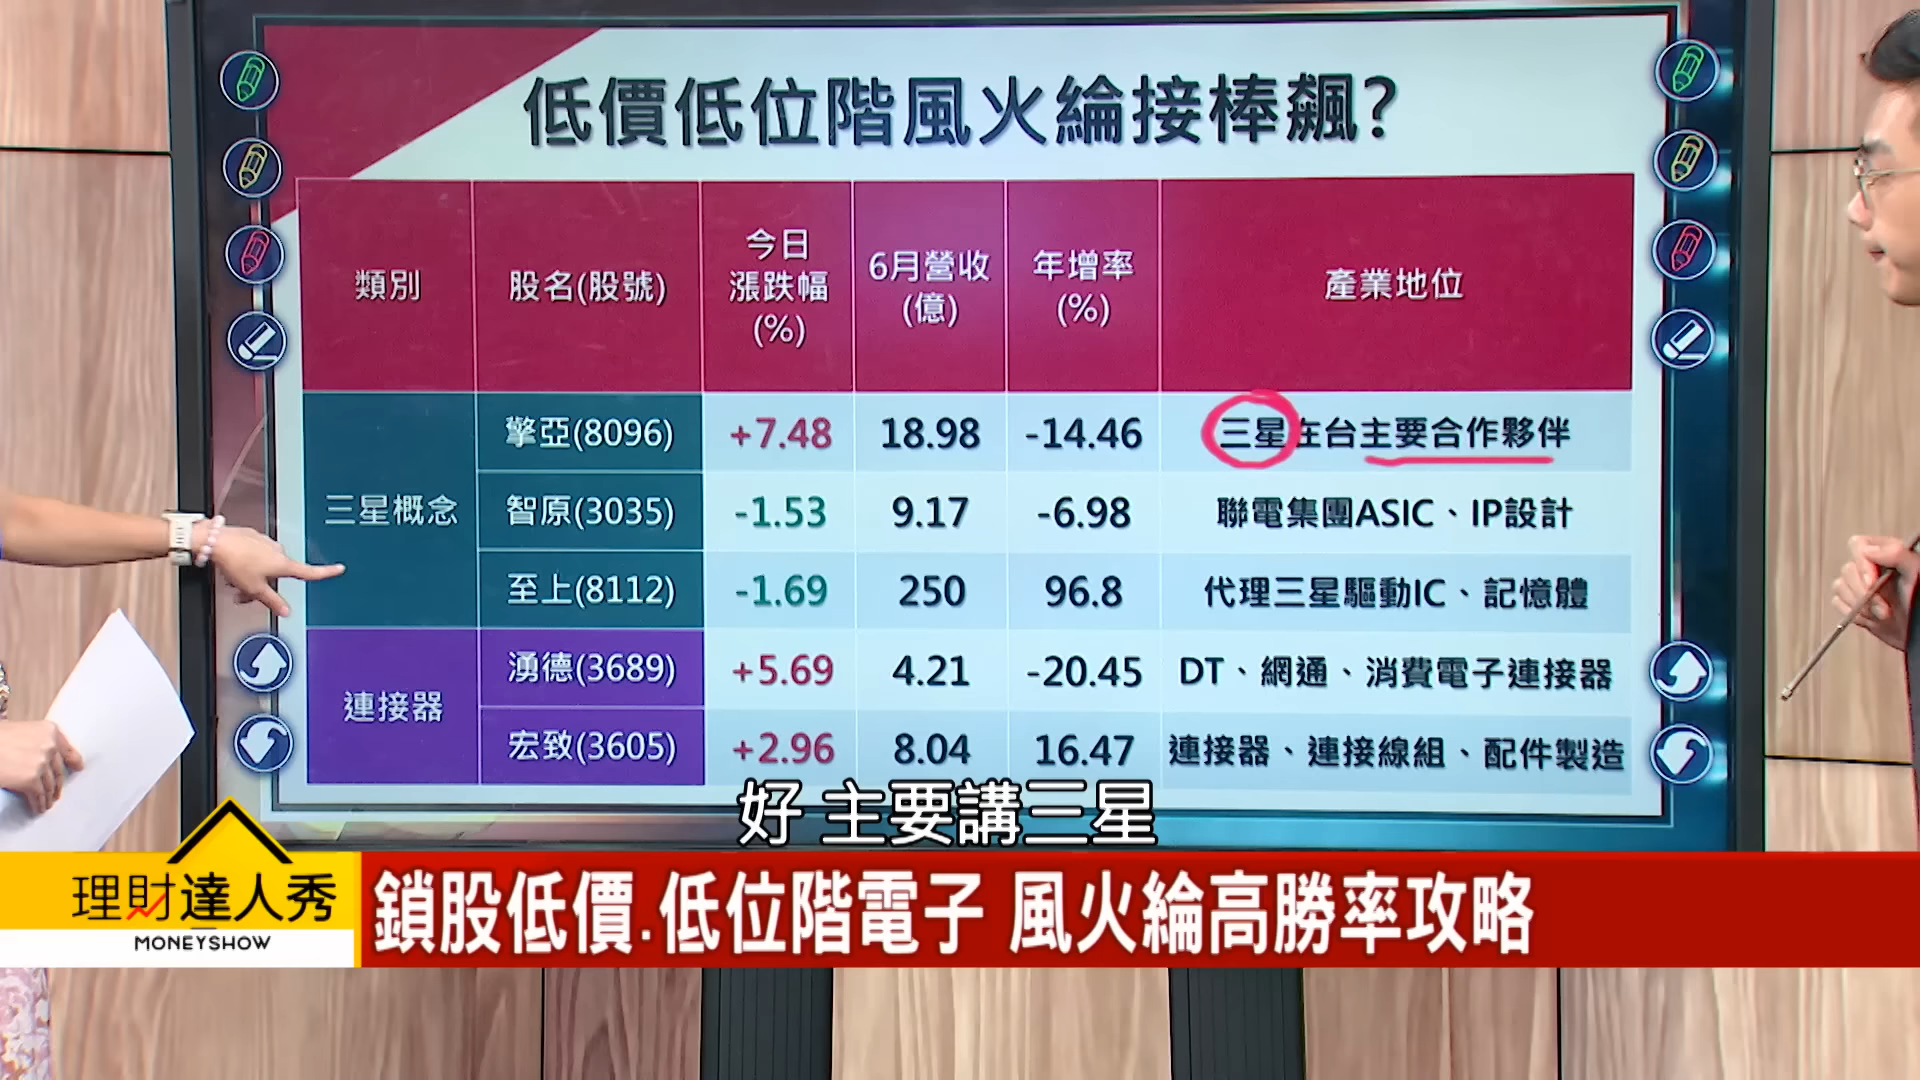 低價低位階風火綸接棒飆?
類別 股名(股號) 今日漲跌幅(%) 6月營收(億) 年增率(%) 產業地位
三星概念 擎亞(8096) +7.48 18.98 -14.46 三星在台主要合作夥伴
智原(3035) -1.53 9.17 -6.98 聯電集團ASIC、IP設計
至上(8112) -1.69 250 96.8 代理三星驅動IC、記憶體
連接器 湧德(3689) +5.69 4.21 -20.45 DT、網通、消費電子連接器
宏致(3605) +2.96 8.04 16.47 連接器、連接線組、配件製造
好 主要講三星
理財達人秀
MONEYSHOW
鎖股低價.低位階電子 風火綸高勝率攻略